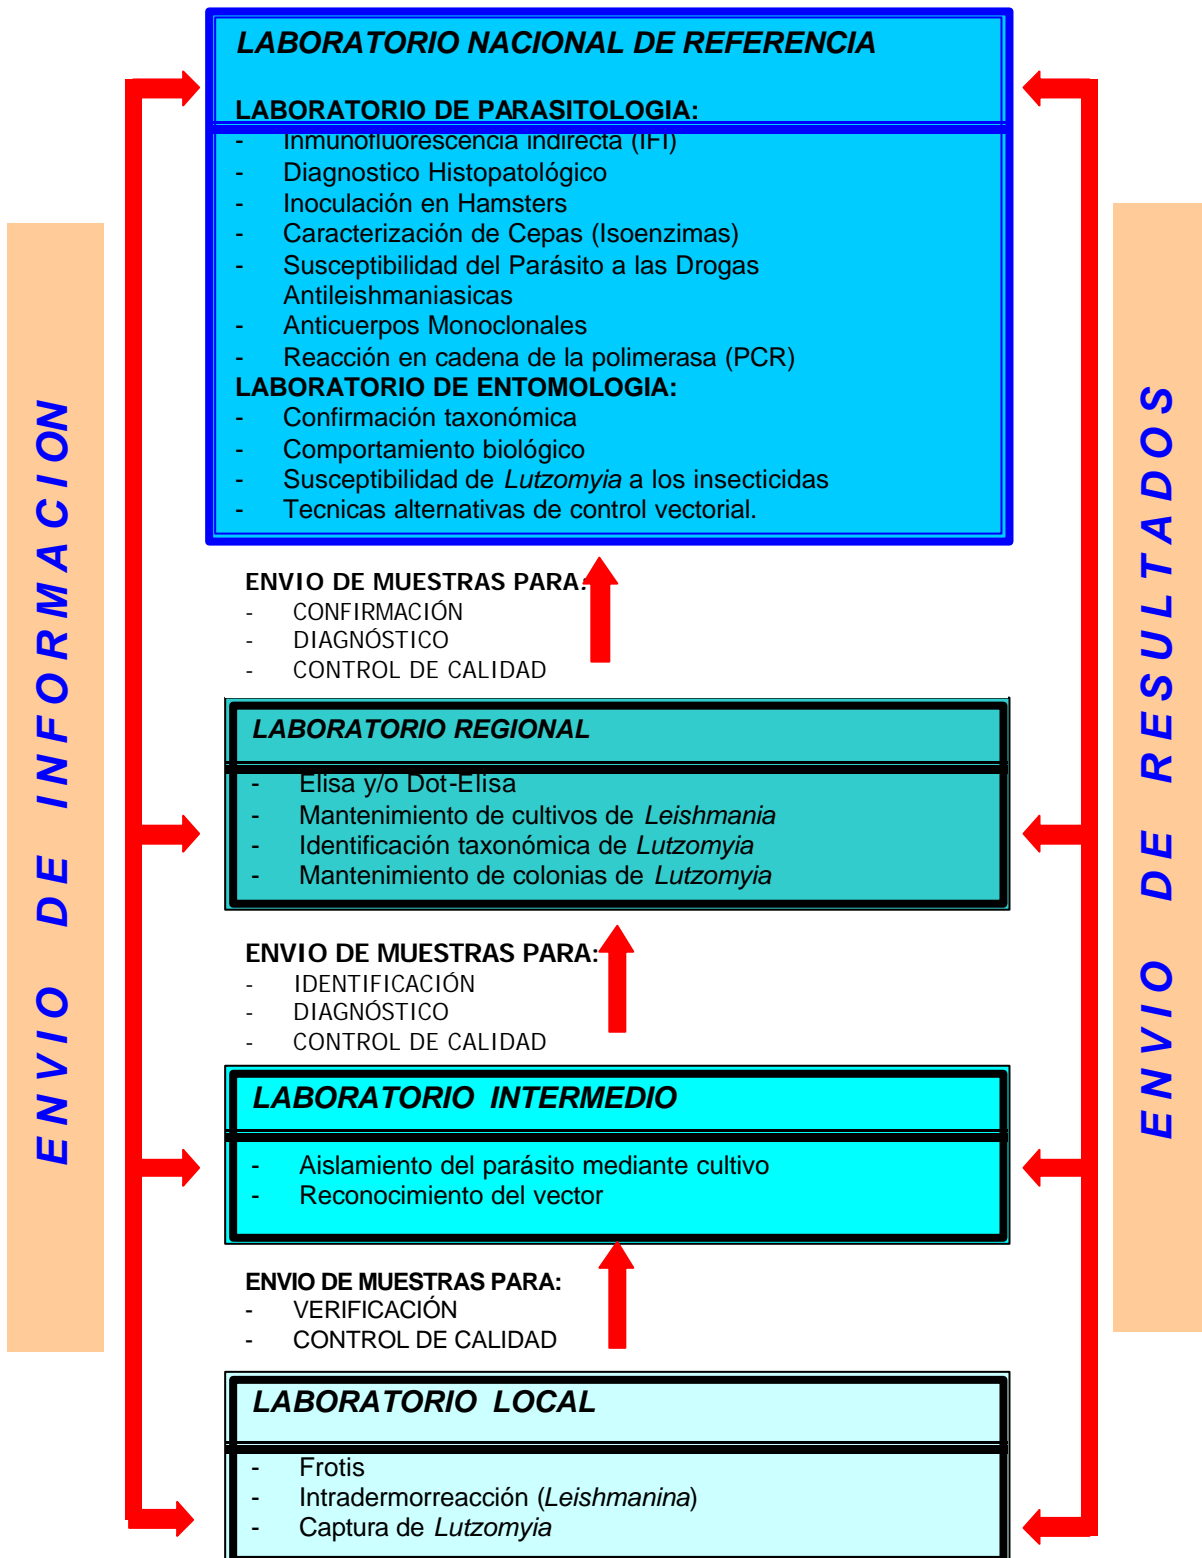 LABORATORIO NACIONAL DE REFERENCIA
LABORATORIO DE PARASITOLOGIA:
- Inmunofluorescencia indirecta (IFI)
- Diagnostico Histopatológico
- Inoculación en Hamsters
- Caracterización de Cepas (Isoenzimas)
- Susceptibilidad del Parásito a las Drogas
Antileishmaniasicas
- Anticuerpos Monoclonales
- Reacción en cadena de la polimerasa (PCR)
LABORATORIO DE ENTOMOLOGIA:
- Confirmación taxonómica
- Comportamiento biológico
- Susceptibilidad de Lutzomyia a los insecticidas
- Tecnicas alternativas de control vectorial.
ENVIO DE MUESTRAS PARA:
- CONFIRMACIÓN
- DIAGNÓSTICO
- CONTROL DE CALIDAD
LABORATORIO REGIONAL
- Elisa y/o Dot-Elisa
- Mantenimiento de cultivos de Leishmania
- Identificación taxonómica de Lutzomyia
- Mantenimiento de colonias de Lutzomyia
ENVIO DE MUESTRAS PARA:
- IDENTIFICACIÓN
- DIAGNÓSTICO
- CONTROL DE CALIDAD
LABORATORIO INTERMEDIO
- Aislamiento del parásito mediante cultivo
- Reconocimiento del vector
ENVIO DE MUESTRAS PARA:
- VERIFICACIÓN
- CONTROL DE CALIDAD
LABORATORIO LOCAL
- Frotis
- Intradermorreacción (Leishmanina)
- Captura de Lutzomyia
ENVIO DE INFORMACION
ENVIO DE RESULTADOS